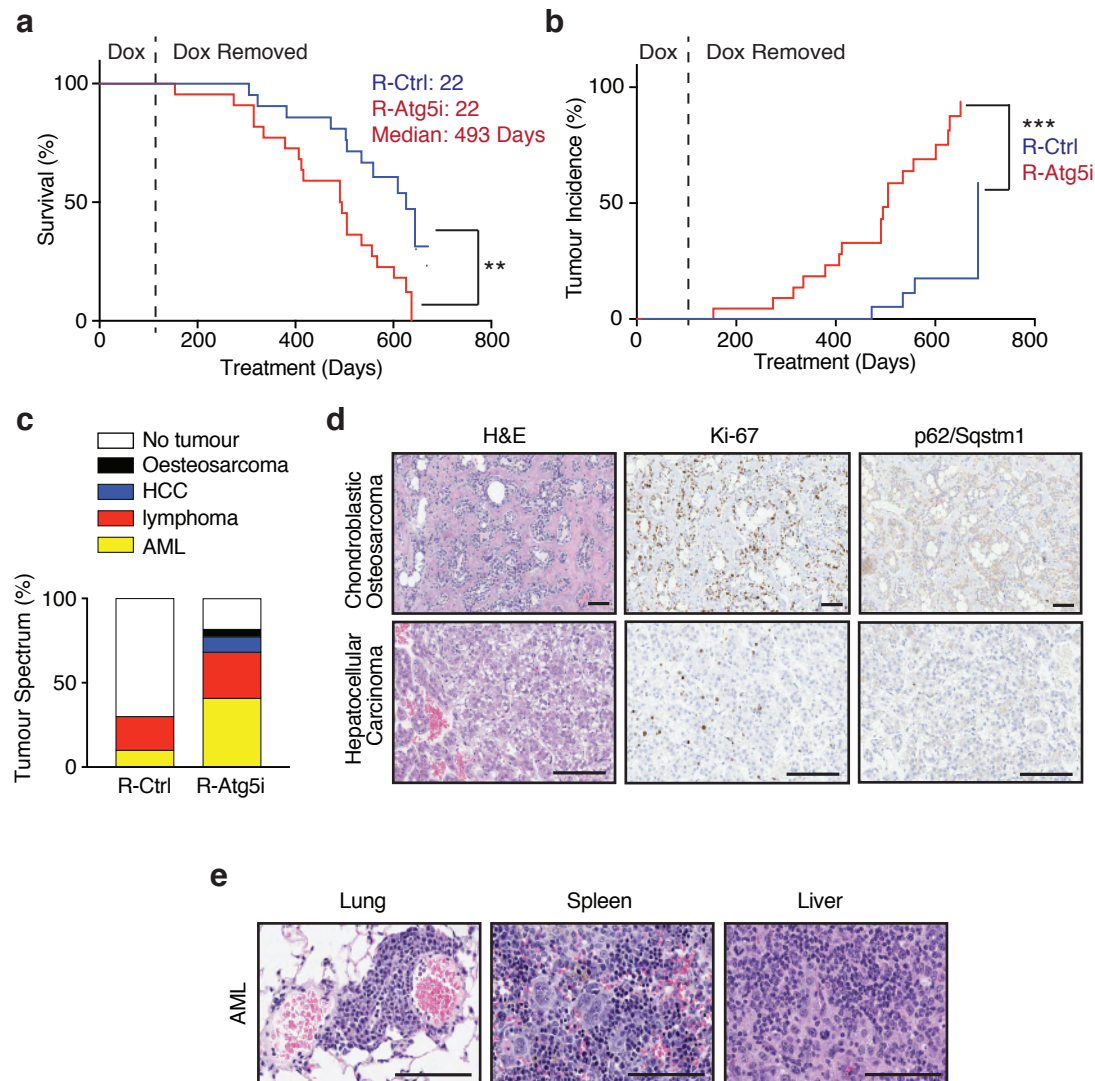 a
Dox Dox Removed
100
50
0
Survival (%)
R-Ctrl: 22
R-Atg5i: 22
Median: 493 Days
**
200 400 600 800
Treatment (Days)
b
Dox Dox Removed
100
50
0
Tumour Incidence (%)
***
R-Ctrl
R-Atg5i
0 200 400 600 800
Treatment (Days)
c
No tumour
Oesteosarcoma
HCC
lymphoma
AML
Tumour Spectrum (%)
100
50
0
R-Ctrl R-Atg5i
d
H&E Ki-67 p62/Sqstm1
Chondroblastic
Osteosarcoma
Hepatocellular
Carcinoma
e
Lung Spleen Liver
AML